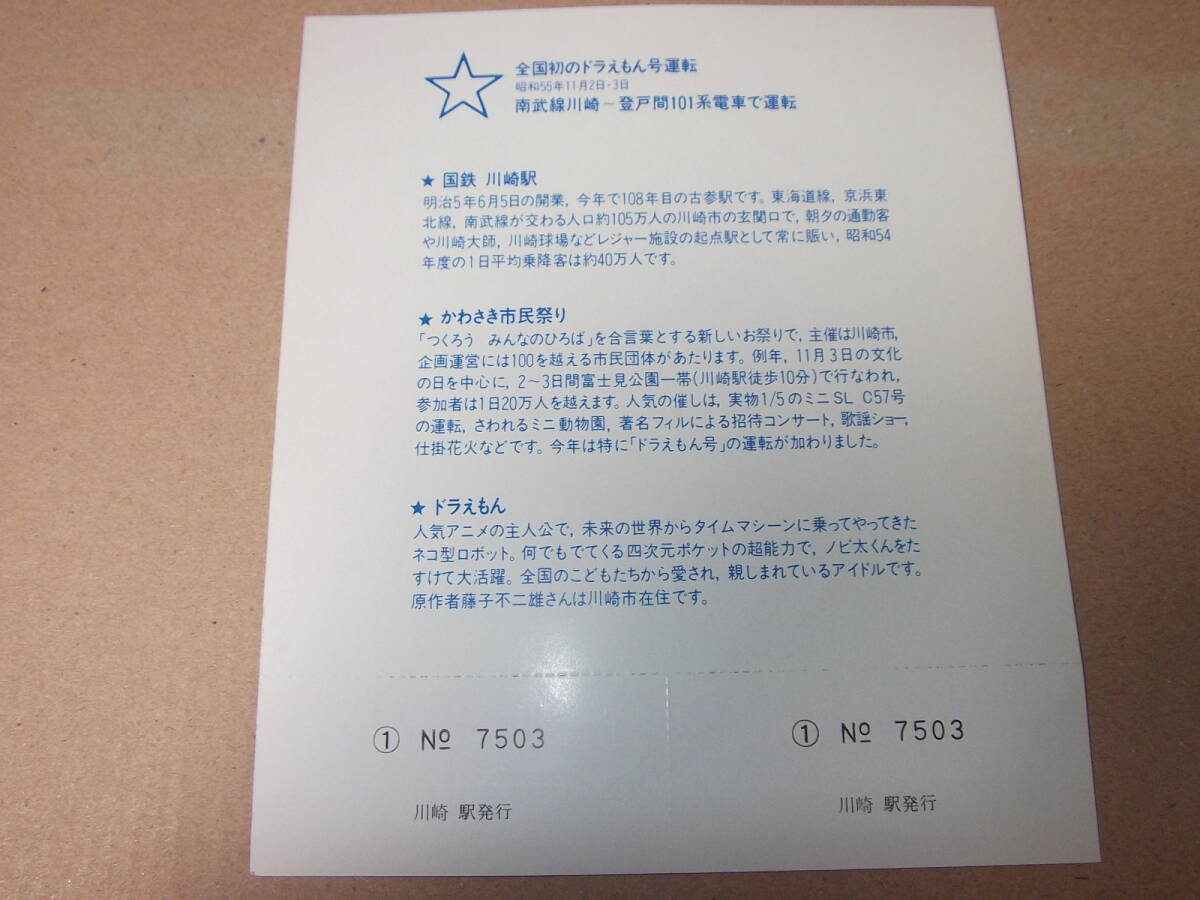 全国初のドラえもん号運転
昭和55年11月2日・3日
南武線川崎～登戸間101系電車で運転
★ 国鉄 川崎駅
明治5年6月5日の開業，今年で108年目の古参駅です。東海道線，京浜東
北線，南武線が交わる人口約105万人の川崎市の玄関口で，朝夕の通勤客
や川崎大師，川崎球場などレジャー施設の起点駅として常に賑い，昭和54
年度の1日平均乗降客は約40万人です。
★ かわさき市民祭り
「つくろう　みんなのひろば」を合言葉とする新しいお祭りで，主催は川崎市，
企画運営には100を越える市民団体があたります。例年，11月3日の文化
の日を中心に，2～3日間富士見公園一帯(川崎駅徒歩10分)で行なわれ，
参加者は1日20万人を越えます。人気の催しは，実物1/5のミニSL C57号
の運転，さわれるミニ動物園，著名フィルによる招待コンサート，歌謡ショー，
仕掛花火などです。今年は特に「ドラえもん号」の運転が加わりました。
★ ドラえもん
人気アニメの主人公で，未来の世界からタイムマシーンに乗ってやってきた
ネコ型ロボット。何でもでてくる四次元ポケットの超能力で，ノビ太くんをた
すけて大活躍。全国のこどもたちから愛され，親しまれているアイドルです。
原作者藤子不二雄さんは川崎市在住です。
① № 7503
① № 7503
川崎 駅発行
川崎 駅発行